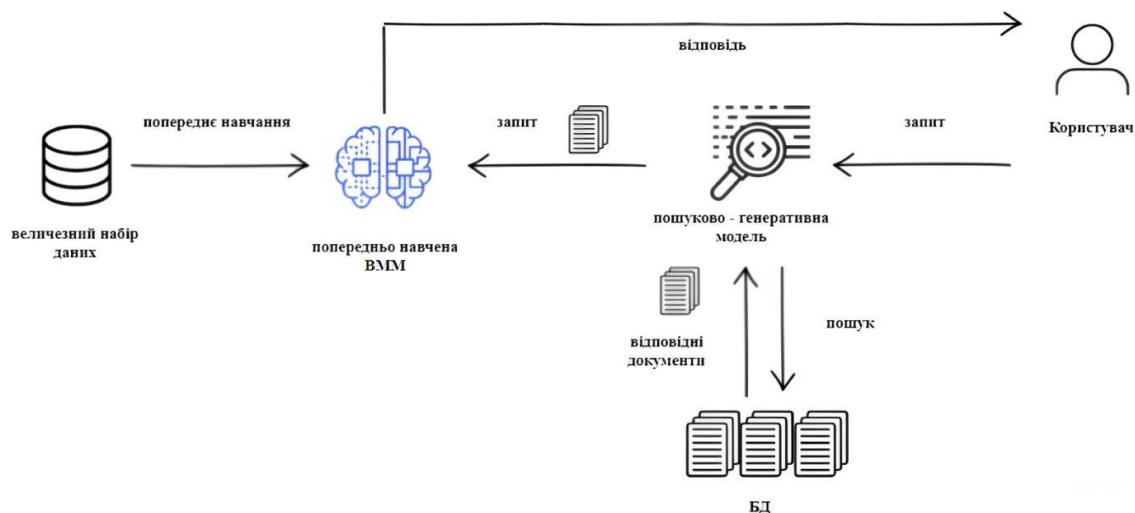 відповідь
Користувач
попереднє навчання
запит
запит
величезний набір
даних
попередньо навчена
ВММ
пошуково - генеративна
модель
відповідні
документи
пошук
БД